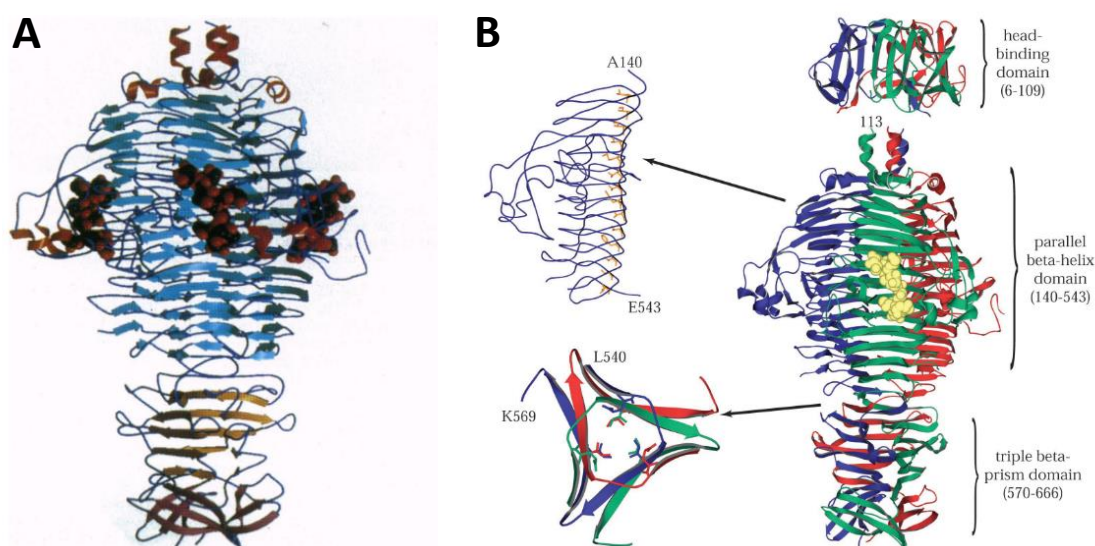 A
B
A140
E543
head-
binding
domain
(6-109)
113
parallel
beta-helix
domain
(140-543)
L540
K569
triple beta-
prism domain
(570-666)